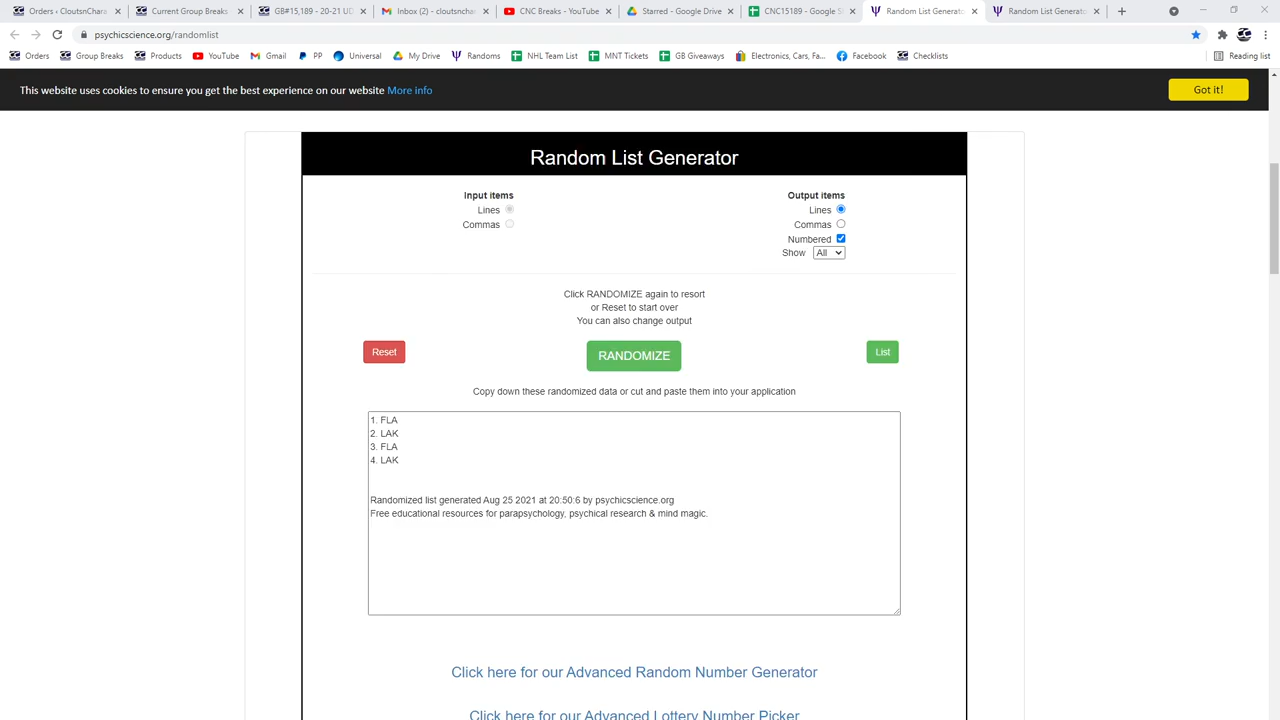 Orders ‹ CloutsnChara
Current Group Breaks
GB#15,189 - 20-21 UD
Inbox (2) - cloutsnchar
CNC Breaks - YouTube
Starred - Google Drive
CNC15189 - Google S
Random List Generator
Random List Generator
psychicscience.org/randomlist
Orders
Group Breaks
Products
YouTube
Gmail
PP
Universal
My Drive
Randoms
NHL Team List
MNT Tickets
GB Giveaways
Electronics, Cars, Fa...
Facebook
Checklists
Reading list
This website uses cookies to ensure you get the best experience on our website More info
Got it!
Random List Generator
Input items
Output items
Lines
Lines
Commas
Commas
Numbered
Show All
Click RANDOMIZE again to resort
or Reset to start over
You can also change output
Reset
RANDOMIZE
List
Copy down these randomized data or cut and paste them into your application
1. FLA
2. LAK
3. FLA
4. LAK
Randomized list generated Aug 25 2021 at 20:50:6 by psychicscience.org
Free educational resources for parapsychology, psychical research & mind magic.
Click here for our Advanced Random Number Generator
Click here for our Advanced Lottery Number Picker